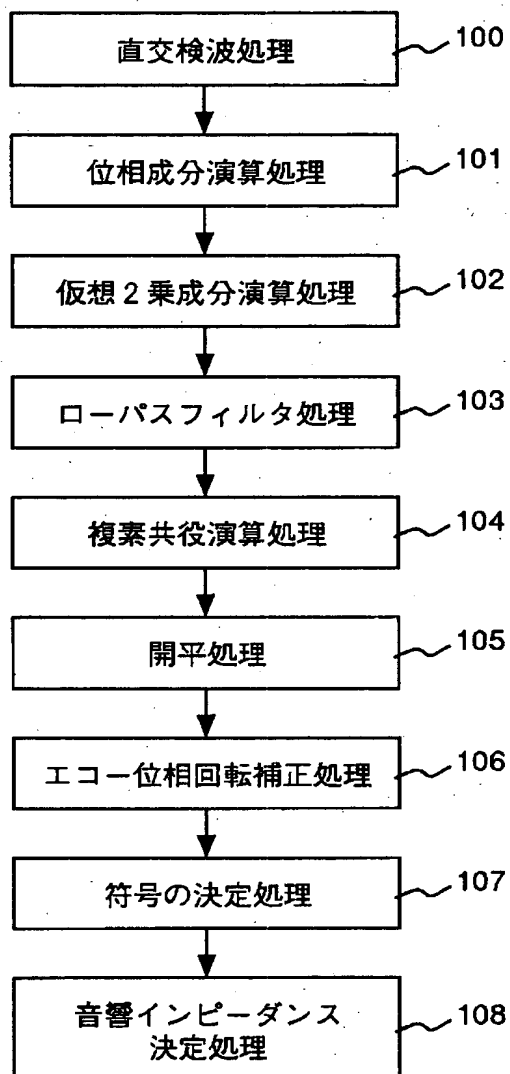 直交検波処理
100
位相成分演算処理
101
仮想２乗成分演算処理
102
ローパスフィルタ処理
103
複素共役演算処理
104
開平処理
105
エコー位相回転補正処理
106
符号の決定処理
107
音響インピーダンス
決定処理
108